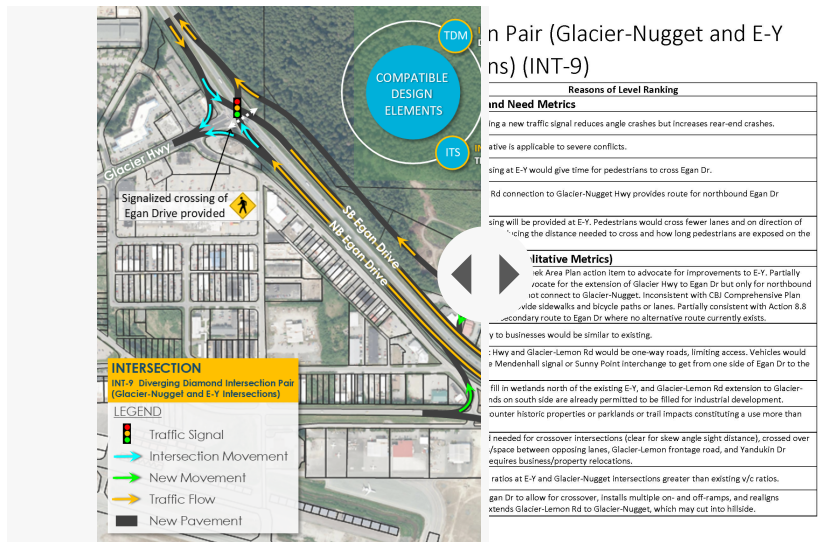 TDM
COMPATIBLE
DESIGN
ELEMENTS
ITS
Glacier Hwy
Signalized crossing of
Egan Drive provided
SB Egan Drive
NB Egan Drive
INTERSECTION
INT-9 Diverging Diamond Intersection Pair
(Glacier-Nugget and E-Y Intersections)
LEGEND
Traffic Signal
Intersection Movement
New Movement
Traffic Flow
New Pavement
n Pair (Glacier-Nugget and E-Y
ns) (INT-9)
Reasons of Level Ranking
and Need Metrics
ing a new traffic signal reduces angle crashes but increases rear-end crashes.
ative is applicable to severe conflicts.
sing at E-Y would give time for pedestrians to cross Egan Dr.
Rd connection to Glacier-Nugget Hwy provides route for northbound Egan Dr
sing will be provided at E-Y. Pedestrians would cross fewer lanes and on direction of
ucing the distance needed to cross and how long pedestrians are exposed on the
litative Metrics)
eek Area Plan action item to advocate for improvements to E-Y. Partially
vocate for the extension of Glacier Hwy to Egan Dr but only for northbound
not connect to Glacier-Nugget. Inconsistent with CBJ Comprehensive Plan
vide sidewalks and bicycle paths or lanes. Partially consistent with Action 8.8
secondary route to Egan Dr where no alternative route currently exists.
y to businesses would be similar to existing.
Hwy and Glacier-Lemon Rd would be one-way roads, limiting access. Vehicles would
e Mendenhall signal or Sunny Point interchange to get from one side of Egan Dr to the
fill in wetlands north of the existing E-Y, and Glacier-Lemon Rd extension to Glacier-
nds on south side are already permitted to be filled for industrial development.
ounter historic properties or parklands or trail impacts constituting a use more than
needed for crossover intersections (clear for skew angle sight distance), crossed over
/space between opposing lanes, Glacier-Lemon frontage road, and Yandukin Dr
equires business/property relocations.
ratios at E-Y and Glacier-Nugget intersections greater than existing v/c ratios.
gan Dr to allow for crossover, installs multiple on- and off-ramps, and realigns
xtends Glacier-Lemon Rd to Glacier-Nugget, which may cut into hillside.